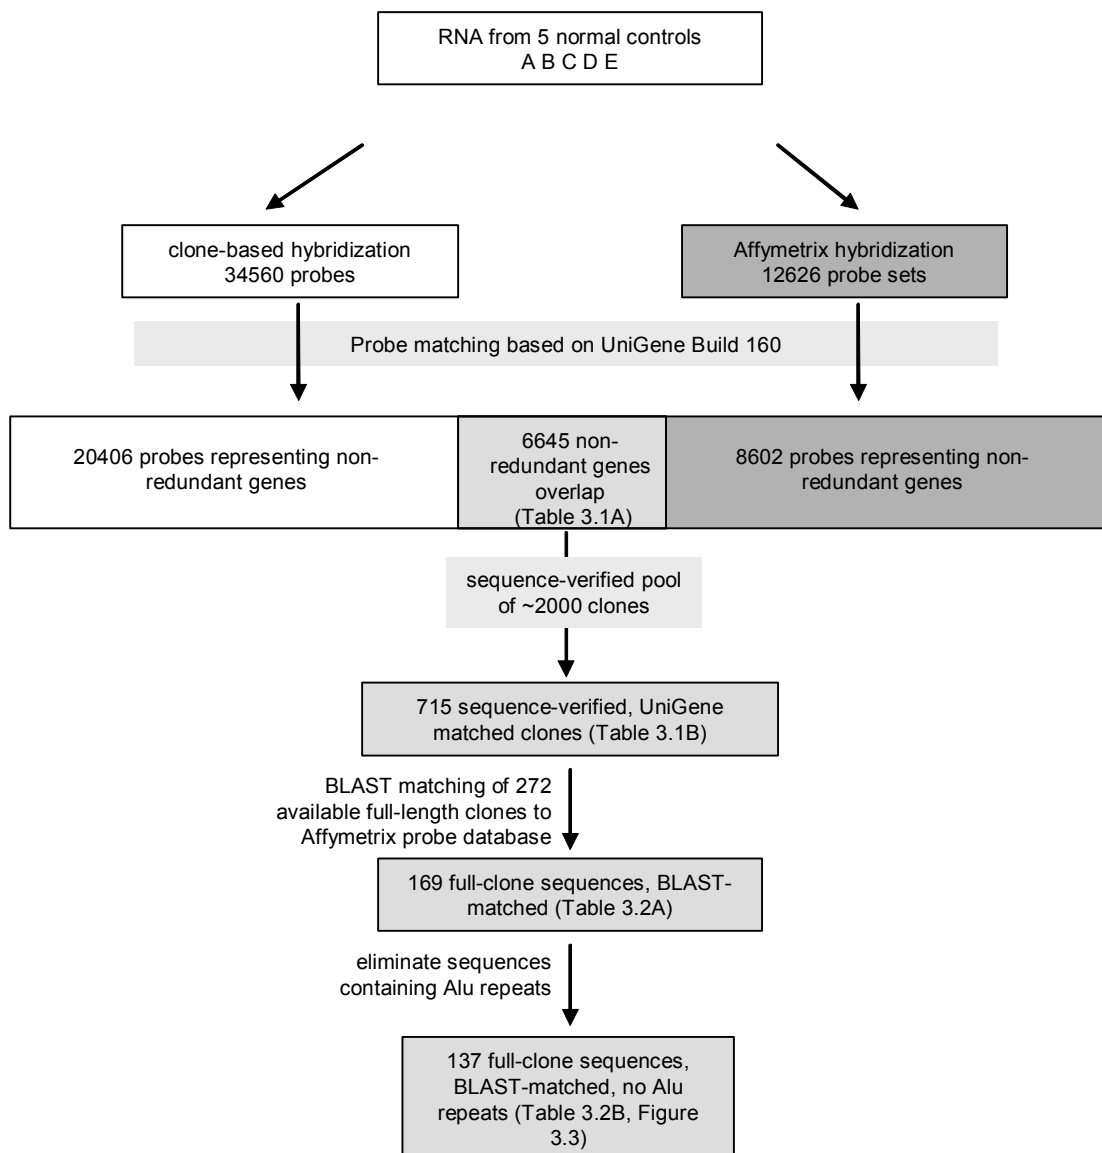 RNA from 5 normal controls
A B C D E
clone-based hybridization
34560 probes
Affymetrix hybridization
12626 probe sets
Probe matching based on UniGene Build 160
20406 probes representing non-
redundant genes
6645 non-
redundant genes
overlap
(Table 3.1A)
8602 probes representing non-
redundant genes
sequence-verified pool
of ~2000 clones
715 sequence-verified, UniGene
matched clones (Table 3.1B)
BLAST matching of 272
available full-length clones to
Affymetrix probe database
169 full-clone sequences, BLAST-
matched (Table 3.2A)
eliminate sequences
containing Alu repeats
137 full-clone sequences,
BLAST-matched, no Alu
repeats (Table 3.2B, Figure
3.3)